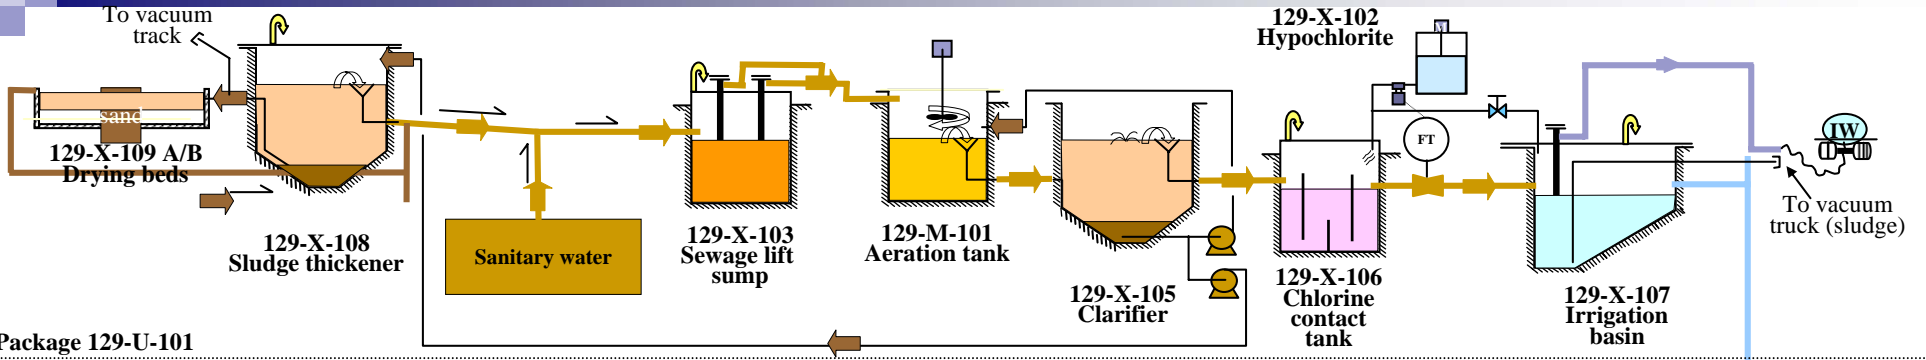 To vacuum
track
129-X-102
Hypochlorite
sand
129-X-109 A/B
Drying beds
FT
IW
129-X-108
Sludge thickener
Sanitary water
129-X-103
Sewage lift
sump
129-M-101
Aeration tank
129-X-105
Clarifier
129-X-106
Chlorine
contact
tank
129-X-107
Irrigation
basin
To vacuum
truck (sludge)
Package 129-U-101